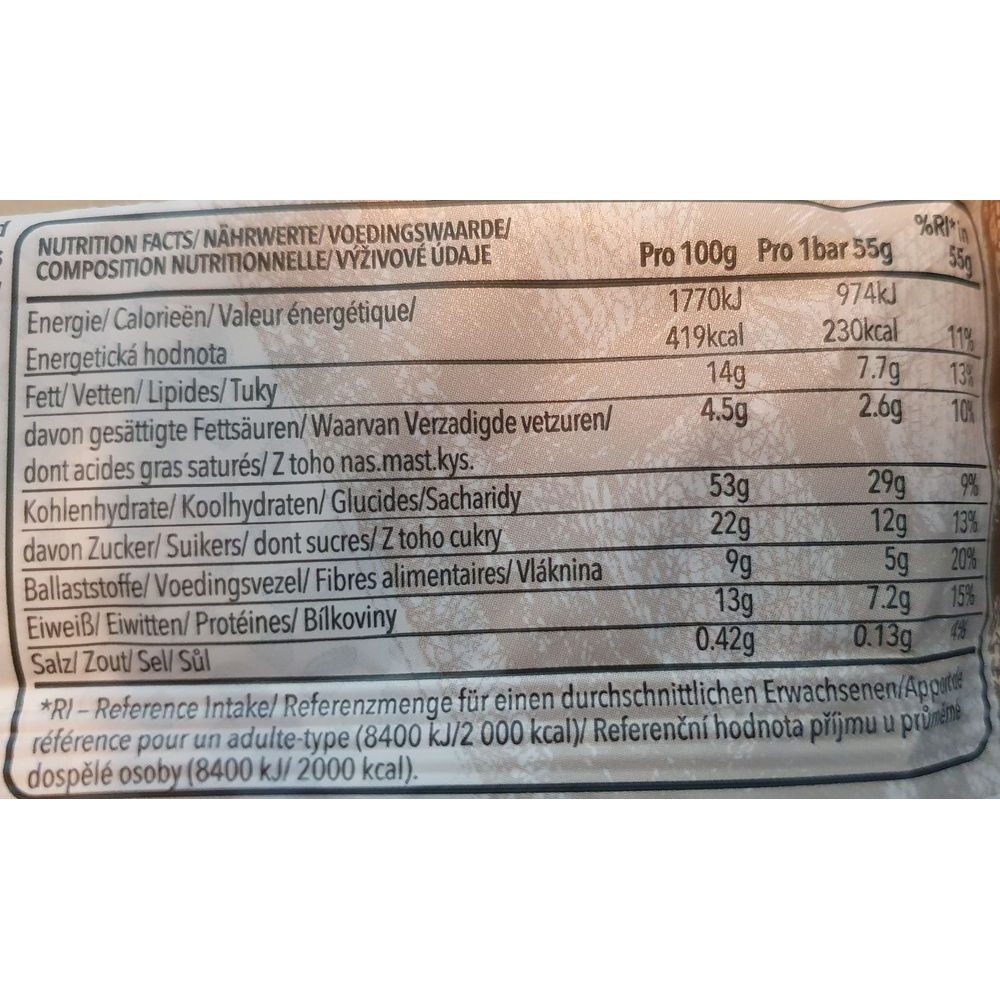 NUTRITION FACTS/ NÄHRWERTE/ VOEDINGSWAARDE/
COMPOSITION NUTRITIONNELLE/ VÝŽIVOVÉ ÚDAJE
Pro 100g Pro 1bar 55g %RI* in 55g
Energie/ Calorieën/ Valeur énergétique/ 1770kJ 974kJ
Energetická hodnota 419kcal 230kcal 11%
Fett/ Vetten/ Lipides/ Tuky 14g 7.7g 13%
davon gesättigte Fettsäuren/ Waarvan Verzadigde vetzuren/ 4.5g 2.6g 10%
dont acides gras saturés/ Z toho nas.mast.kys.
Kohlenhydrate/ Koolhydraten/ Glucides/Sacharidy 53g 29g 9%
davon Zucker/ Suikers/ dont sucres/ Z toho cukry 22g 12g 13%
Ballaststoffe/ Voedingsvezel/ Fibres alimentaires/ Vláknina 9g 5g 20%
Eiweiß/ Eiwitten/ Protéines/ Bílkoviny 13g 7.2g 15%
Salz/ Zout/ Sel/ Sůl 0.42g 0.13g 4%
*RI – Reference Intake/ Referenzmenge für einen durchschnittlichen Erwachsenen/
référence pour un adulte-type (8400 kJ/2 000 kcal)/ Referenční hodnota příjmu u
dospělé osoby (8400 kJ/ 2000 kcal).